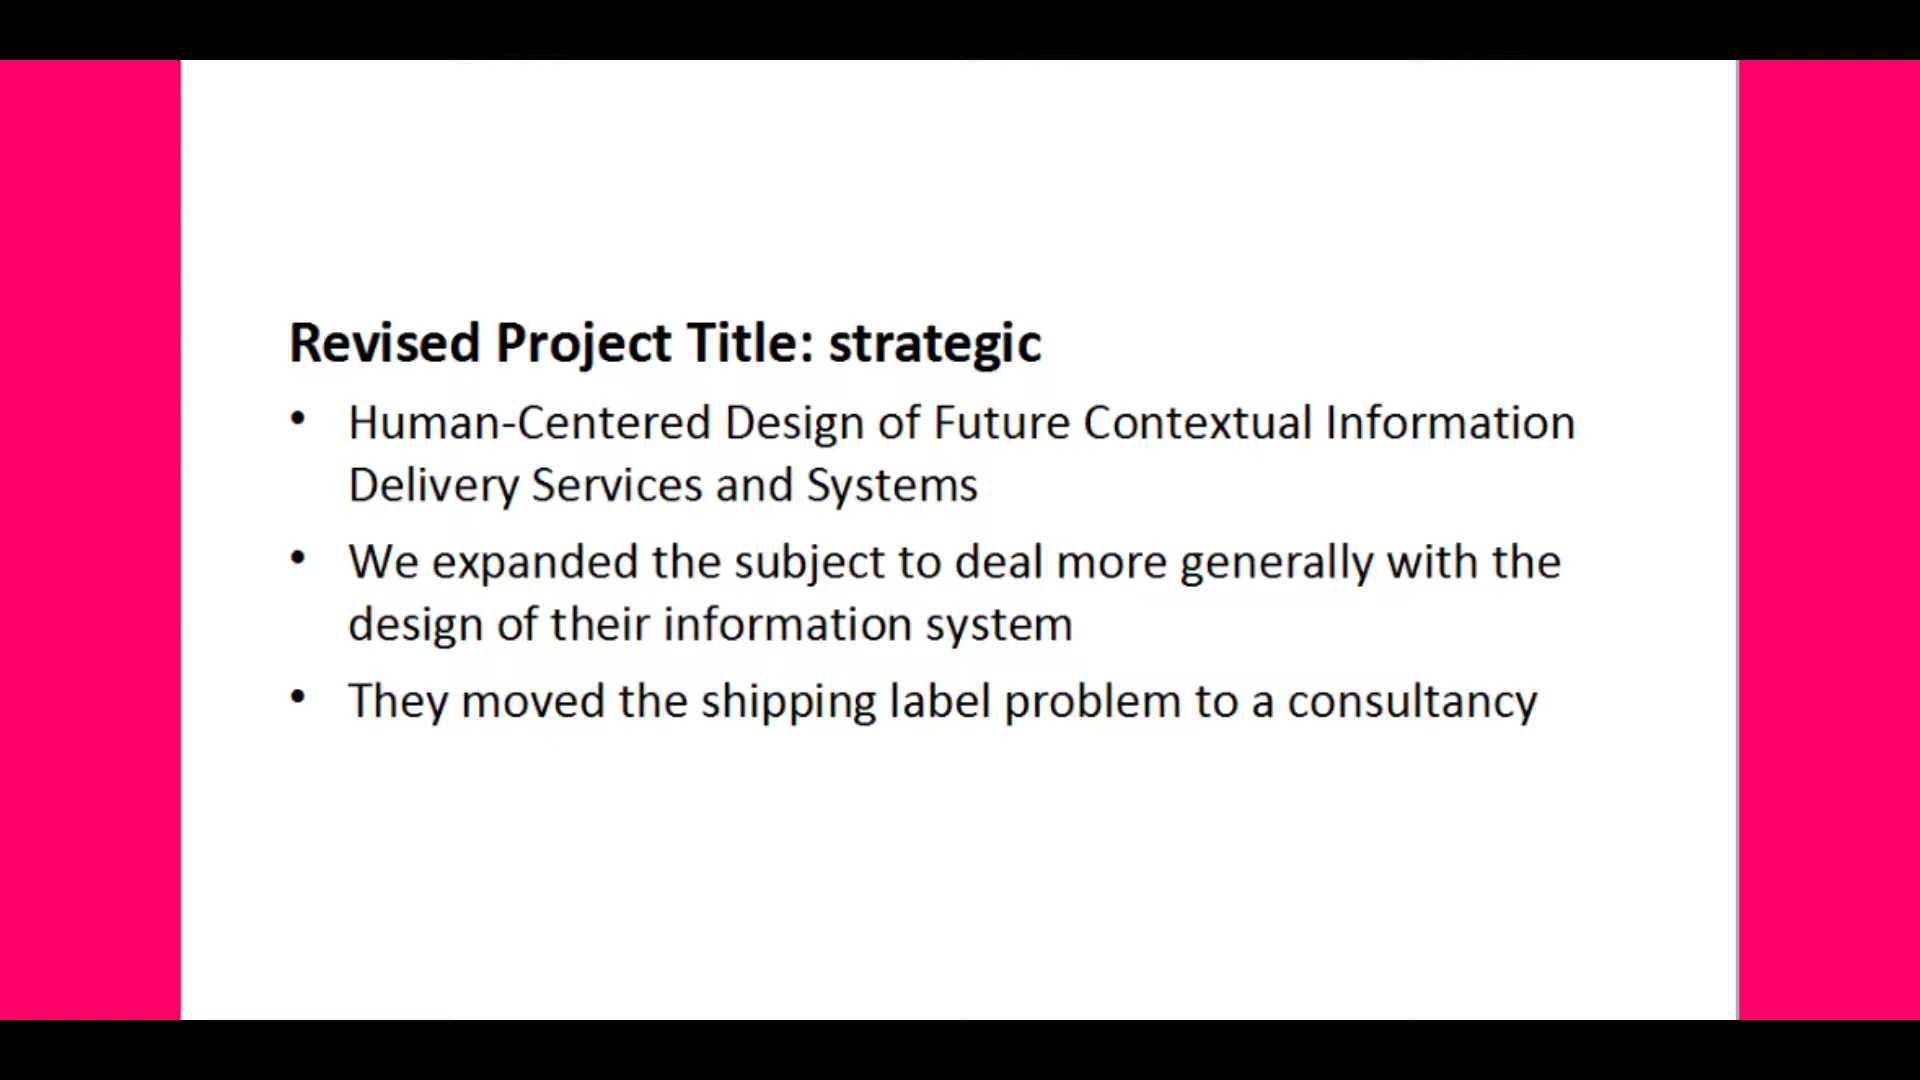 Revised Project Title: strategic
• Human-Centered Design of Future Contextual Information
Delivery Services and Systems
• We expanded the subject to deal more generally with the
design of their information system
• They moved the shipping label problem to a consultancy